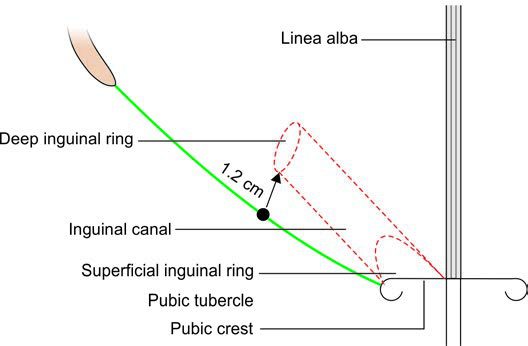 Linea alba
Deep inguinal ring
1.2 cm
Inguinal canal
Superficial inguinal ring
Pubic tubercle
Pubic crest